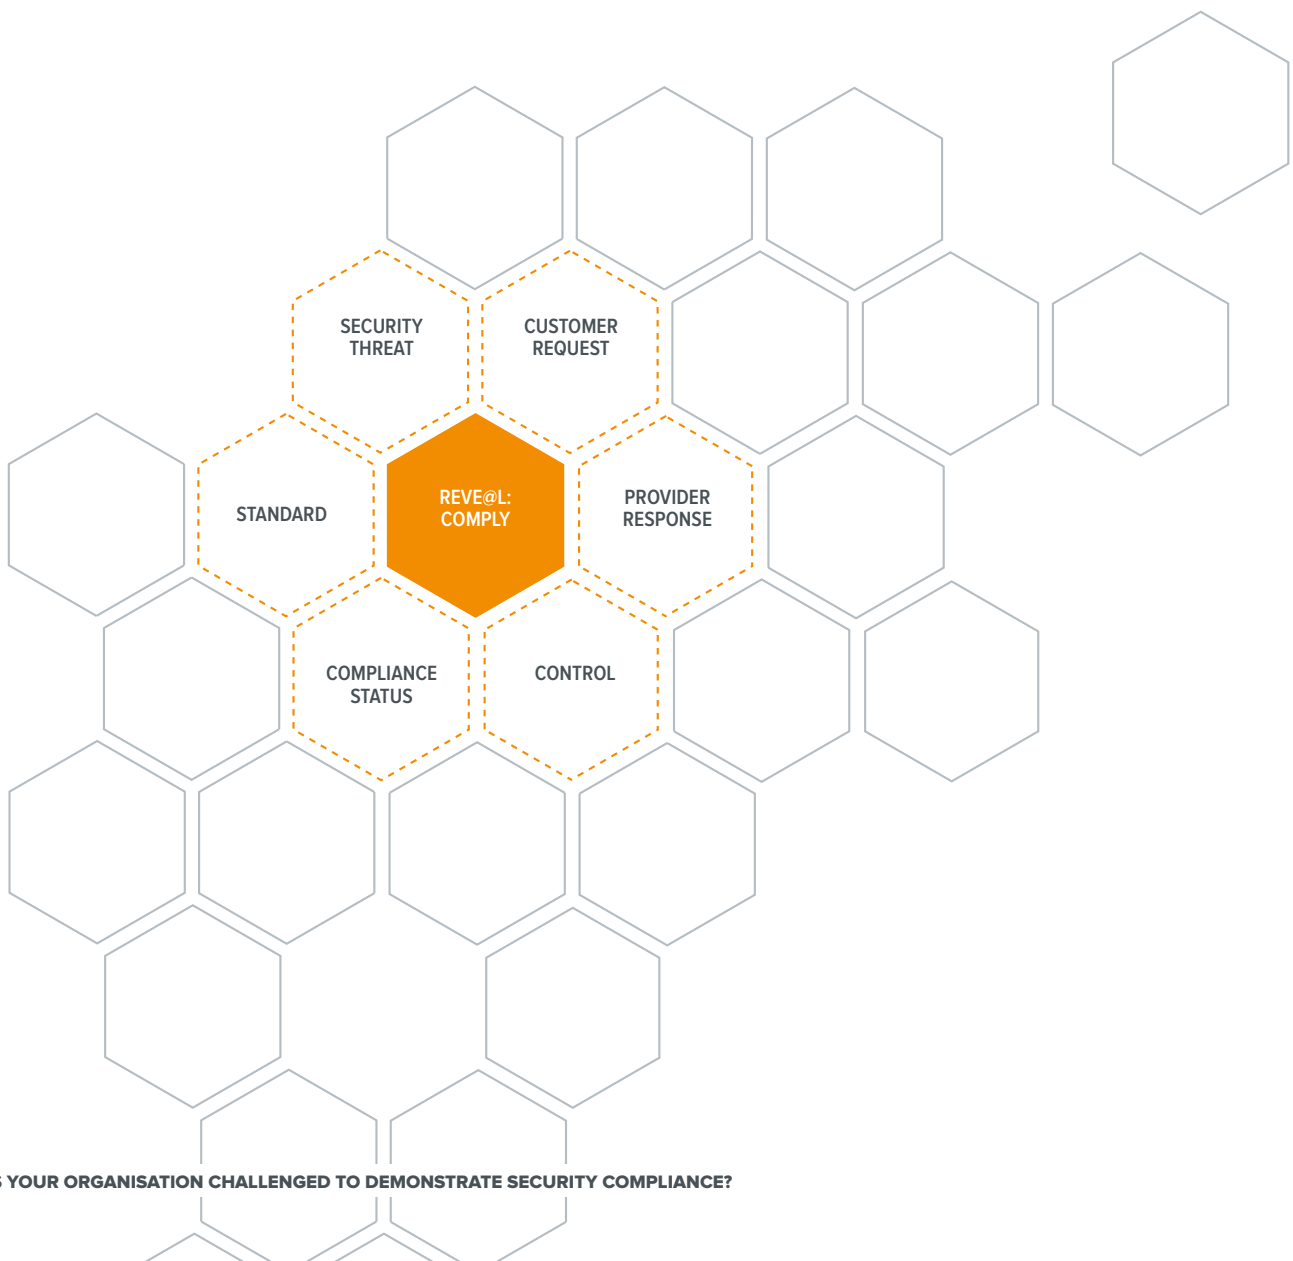 SECURITY
THREAT
CUSTOMER
REQUEST
STANDARD
REVE@L:
COMPLY
PROVIDER
RESPONSE
COMPLIANCE
STATUS
CONTROL
YOUR ORGANISATION CHALLENGED TO DEMONSTRATE SECURITY COMPLIANCE?